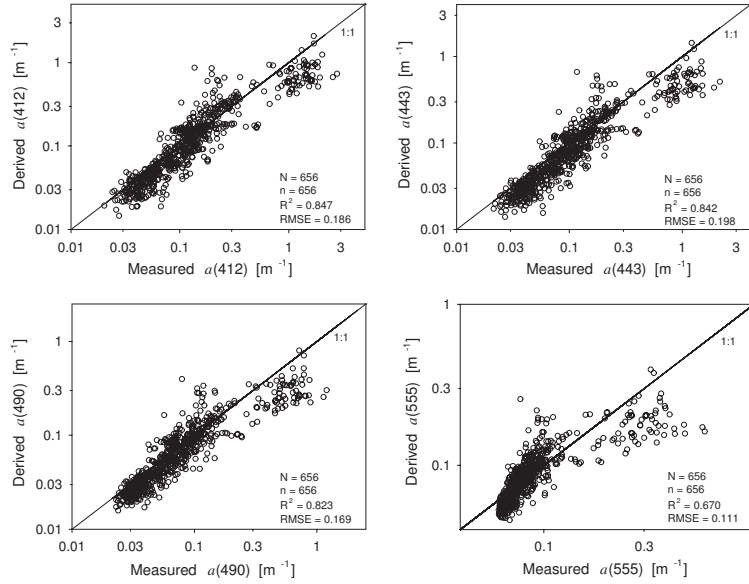 3
1
0.3
0.1
0.03
0.01
Derived a(412) [m⁻¹]
1:1
N = 656
n = 656
R² = 0.847
RMSE = 0.186
0.01 0.03 0.1 0.3 1 3
Measured a(412) [m⁻¹]
3
1
0.3
0.1
0.03
0.01
Derived a(443) [m⁻¹]
1:1
N = 656
n = 656
R² = 0.842
RMSE = 0.198
0.01 0.03 0.1 0.3 1 3
Measured a(443) [m⁻¹]
1
0.3
0.1
0.03
0.01
Derived a(490) [m⁻¹]
1:1
N = 656
n = 656
R² = 0.823
RMSE = 0.169
0.01 0.03 0.1 0.3 1
Measured a(490) [m⁻¹]
1
0.3
0.1
Derived a(555) [m⁻¹]
1:1
N = 656
n = 656
R² = 0.670
RMSE = 0.111
0.1 0.3
Measured a(555) [m⁻¹]